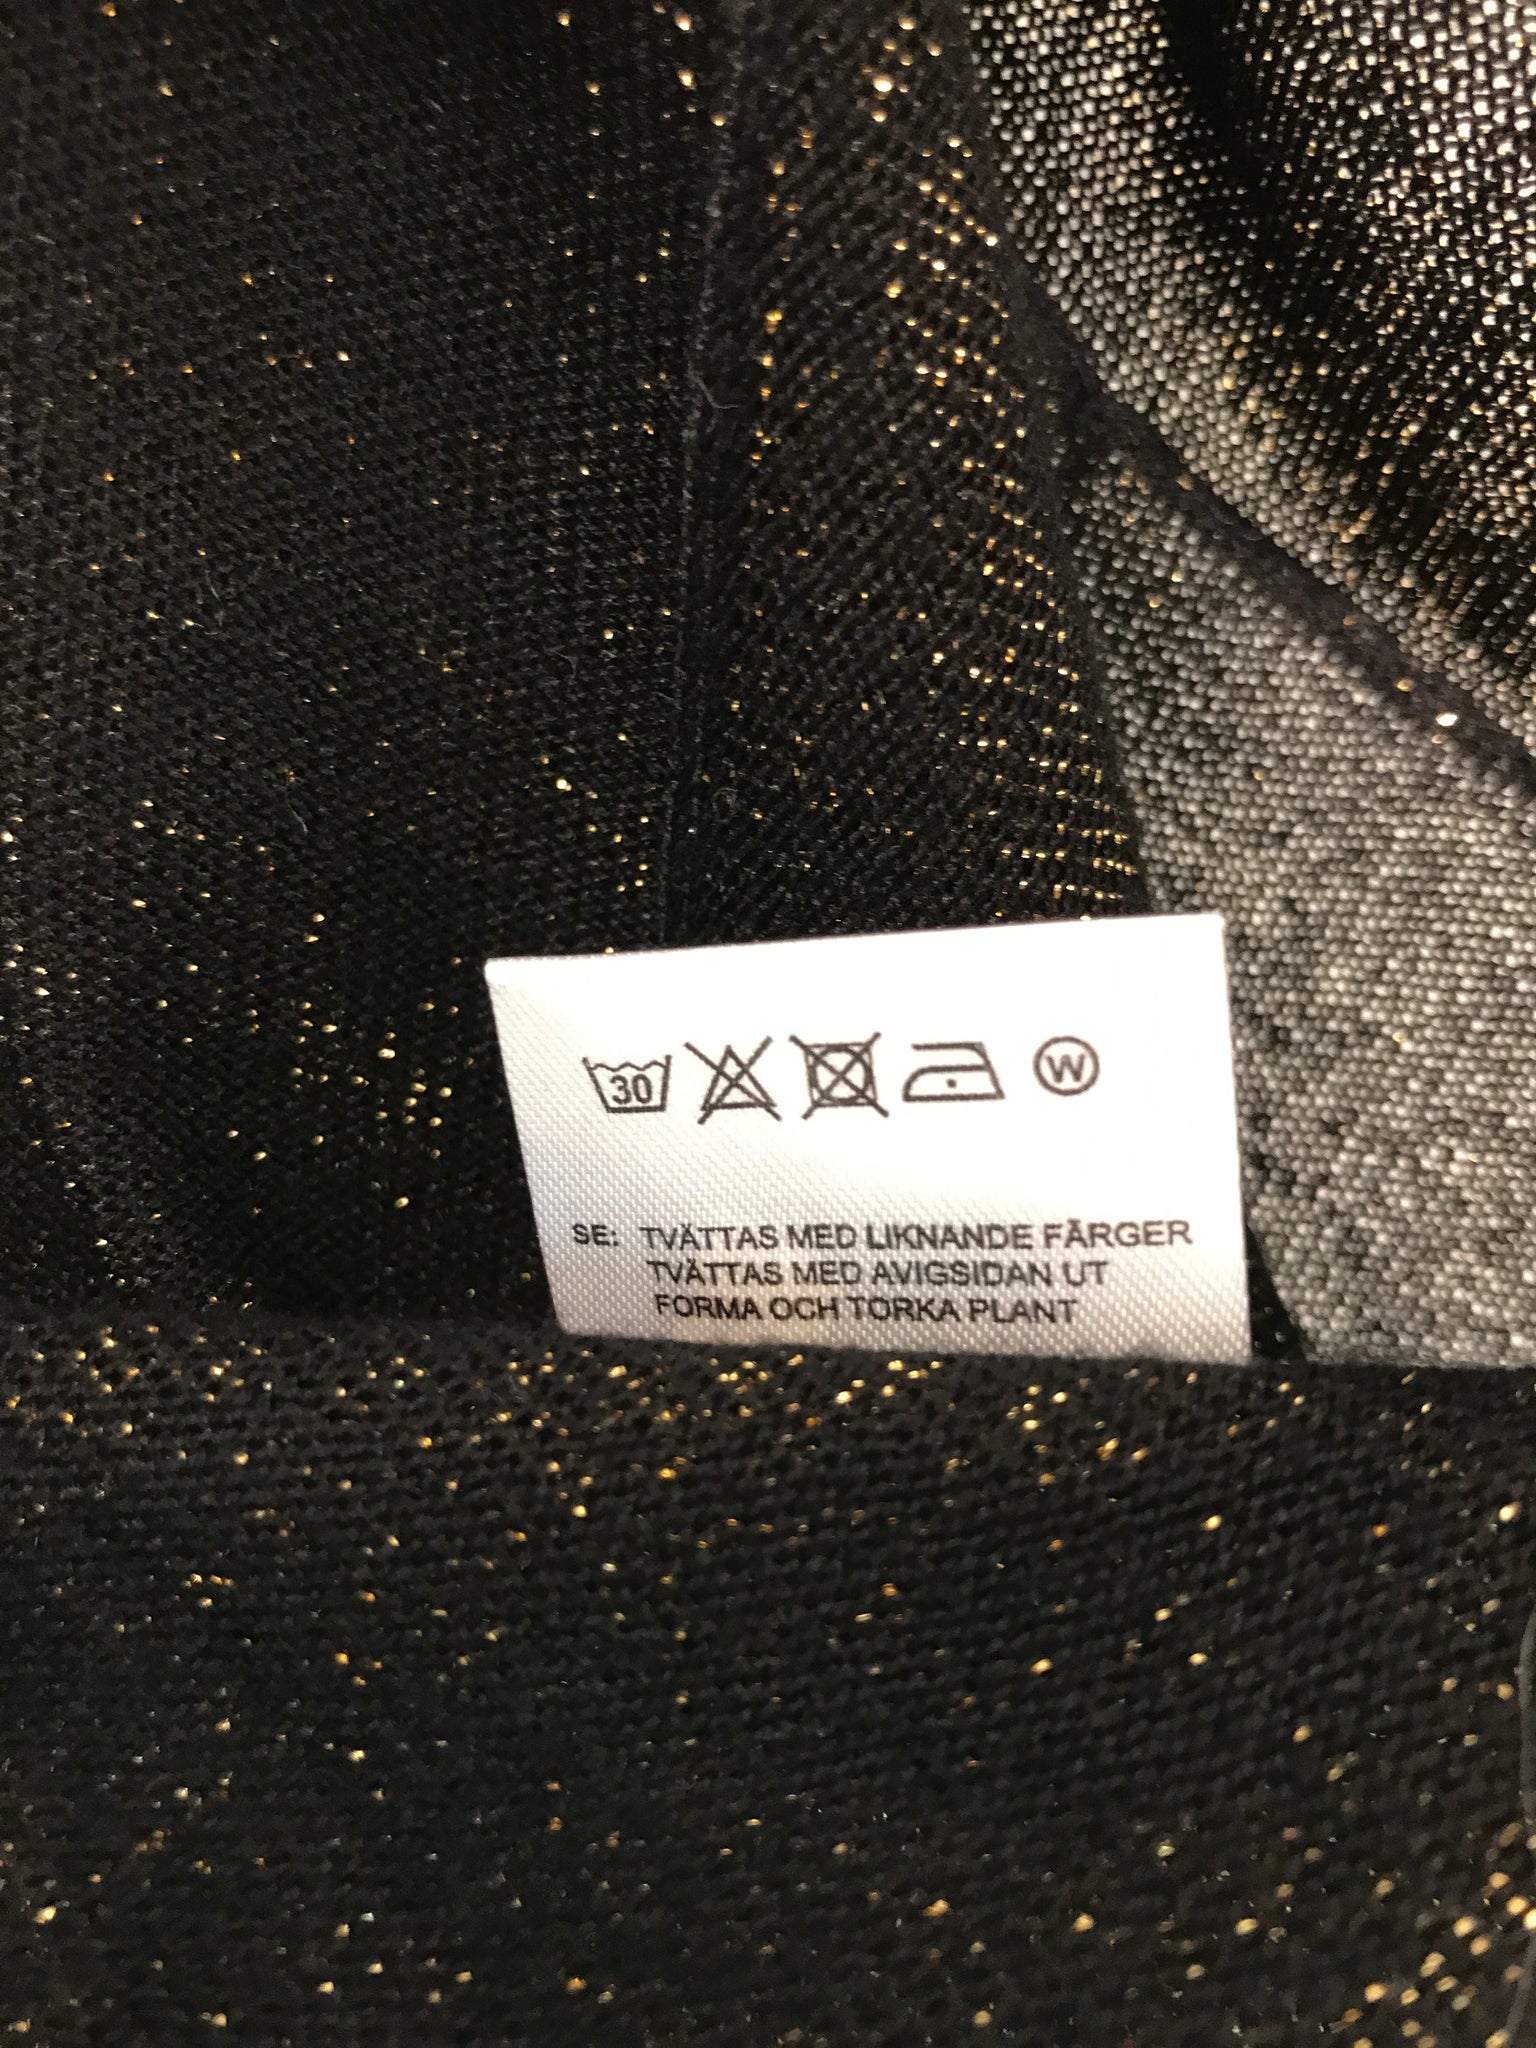 30 W
SE: TVÄTTAS MED LIKNANDE FÄRGER
TVÄTTAS MED AVIGSIDAN UT
FORMA OCH TORKA PLANT